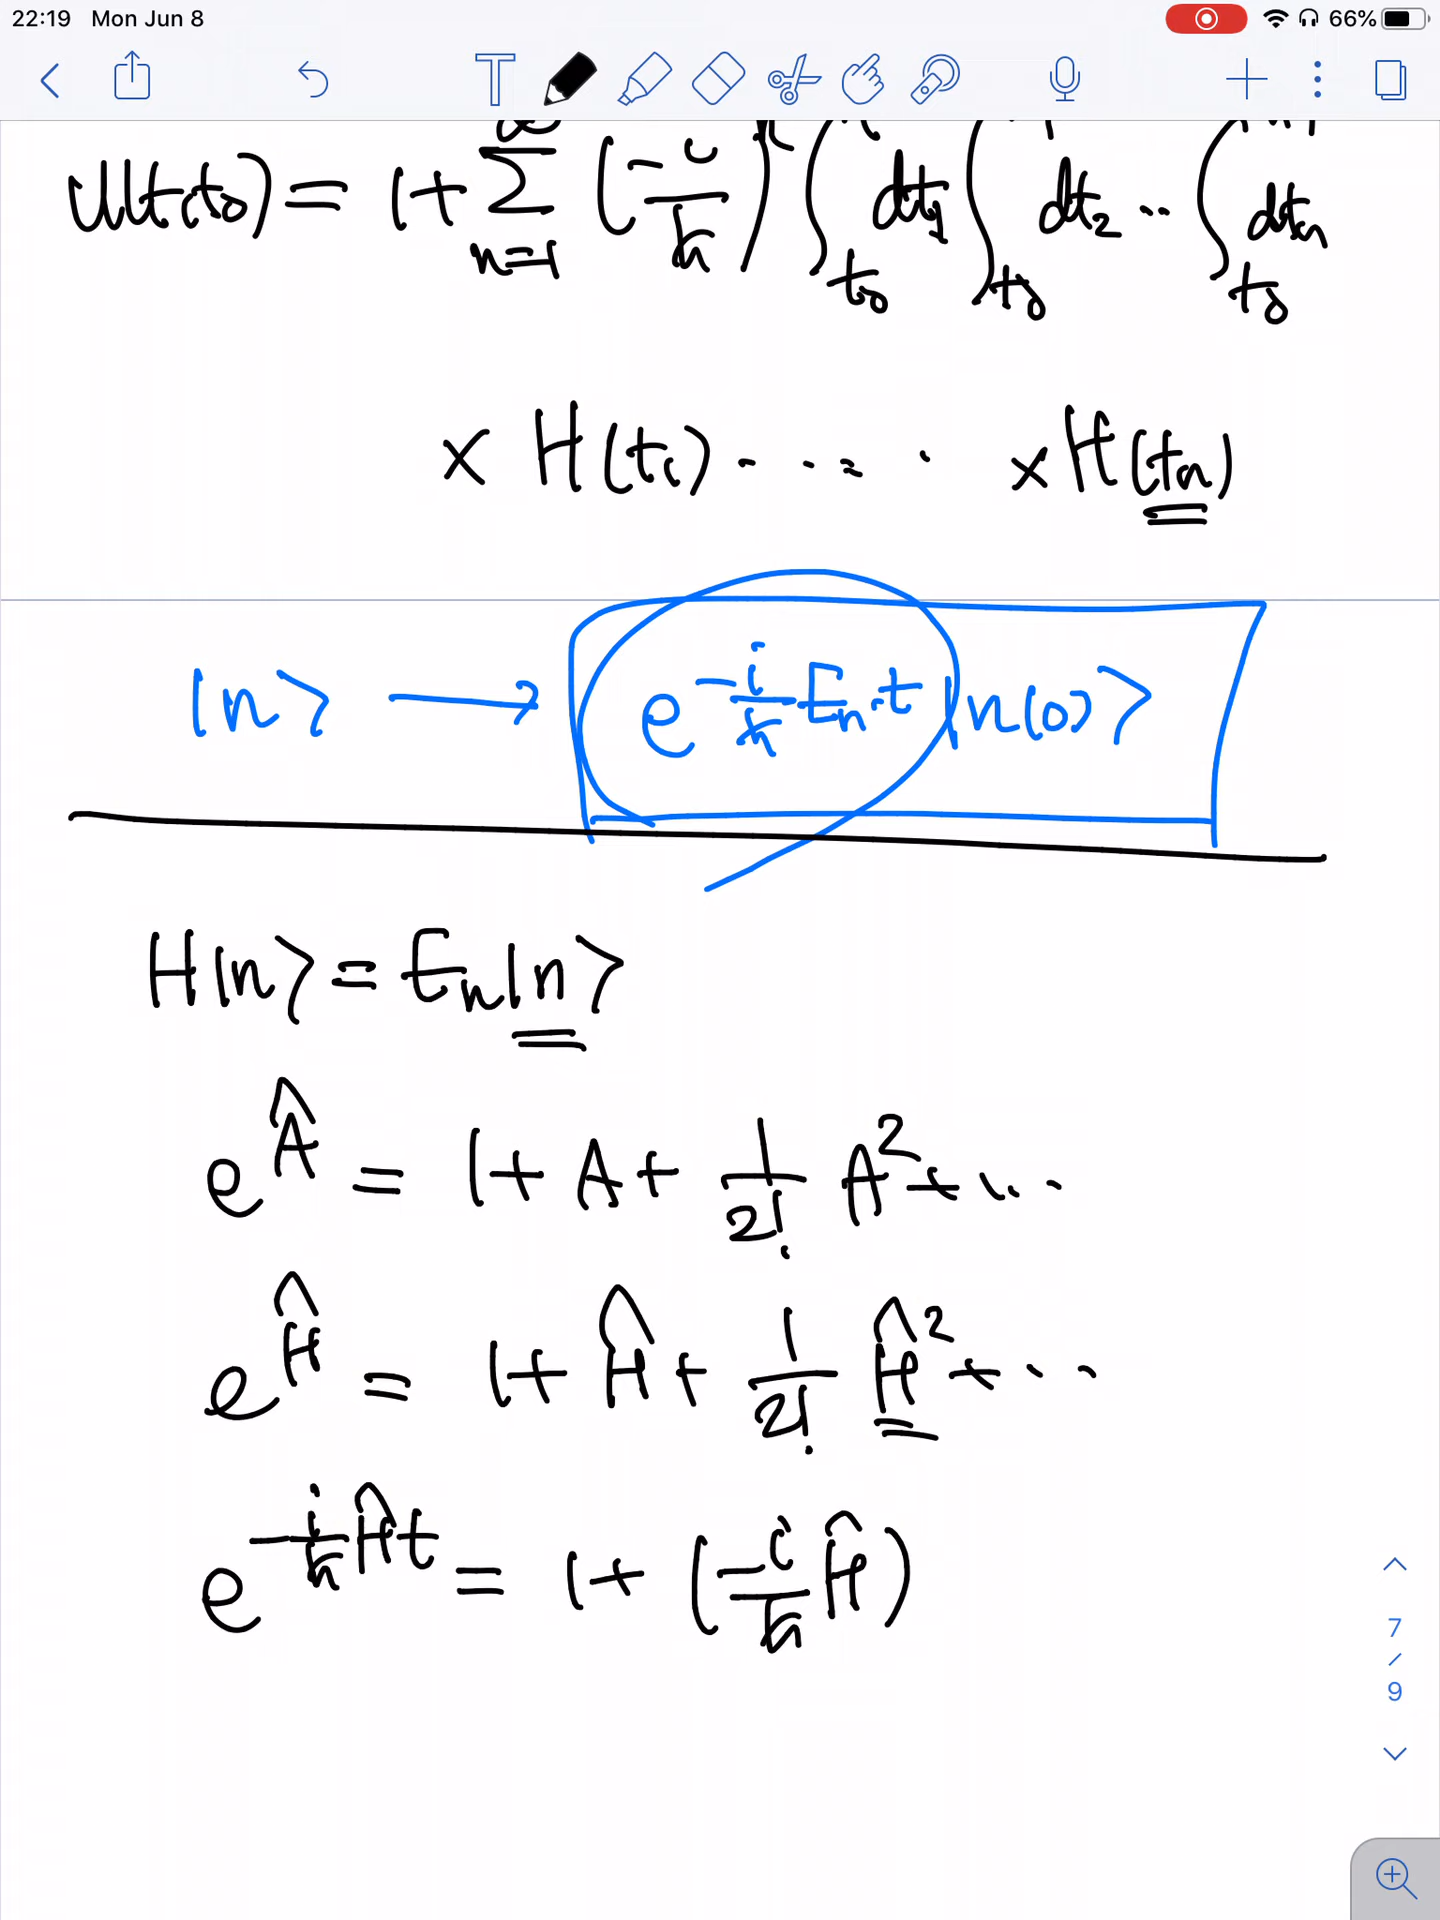 22:19 Mon Jun 8 66%
T
U(t,t₀) = 1 + ∑ n=1 (-i/ħ)ⁿ ∫t₀ dt₁ ∫t₀ dt₂ ... ∫t₀ dtₙ
x H(t₁) ..... x H(tₙ)
|n> → e^{-i/ħ Eₙ·t} |n(0)>
H|n> = Eₙ|n>
e^Â = 1 + A + 1/2! A² + ...
e^Ĥ = 1 + Ĥ + 1/2! Ĥ² + ...
e^{-i/ħ Ĥt} = 1 + (-i/ħ Ĥ)
7
/
9